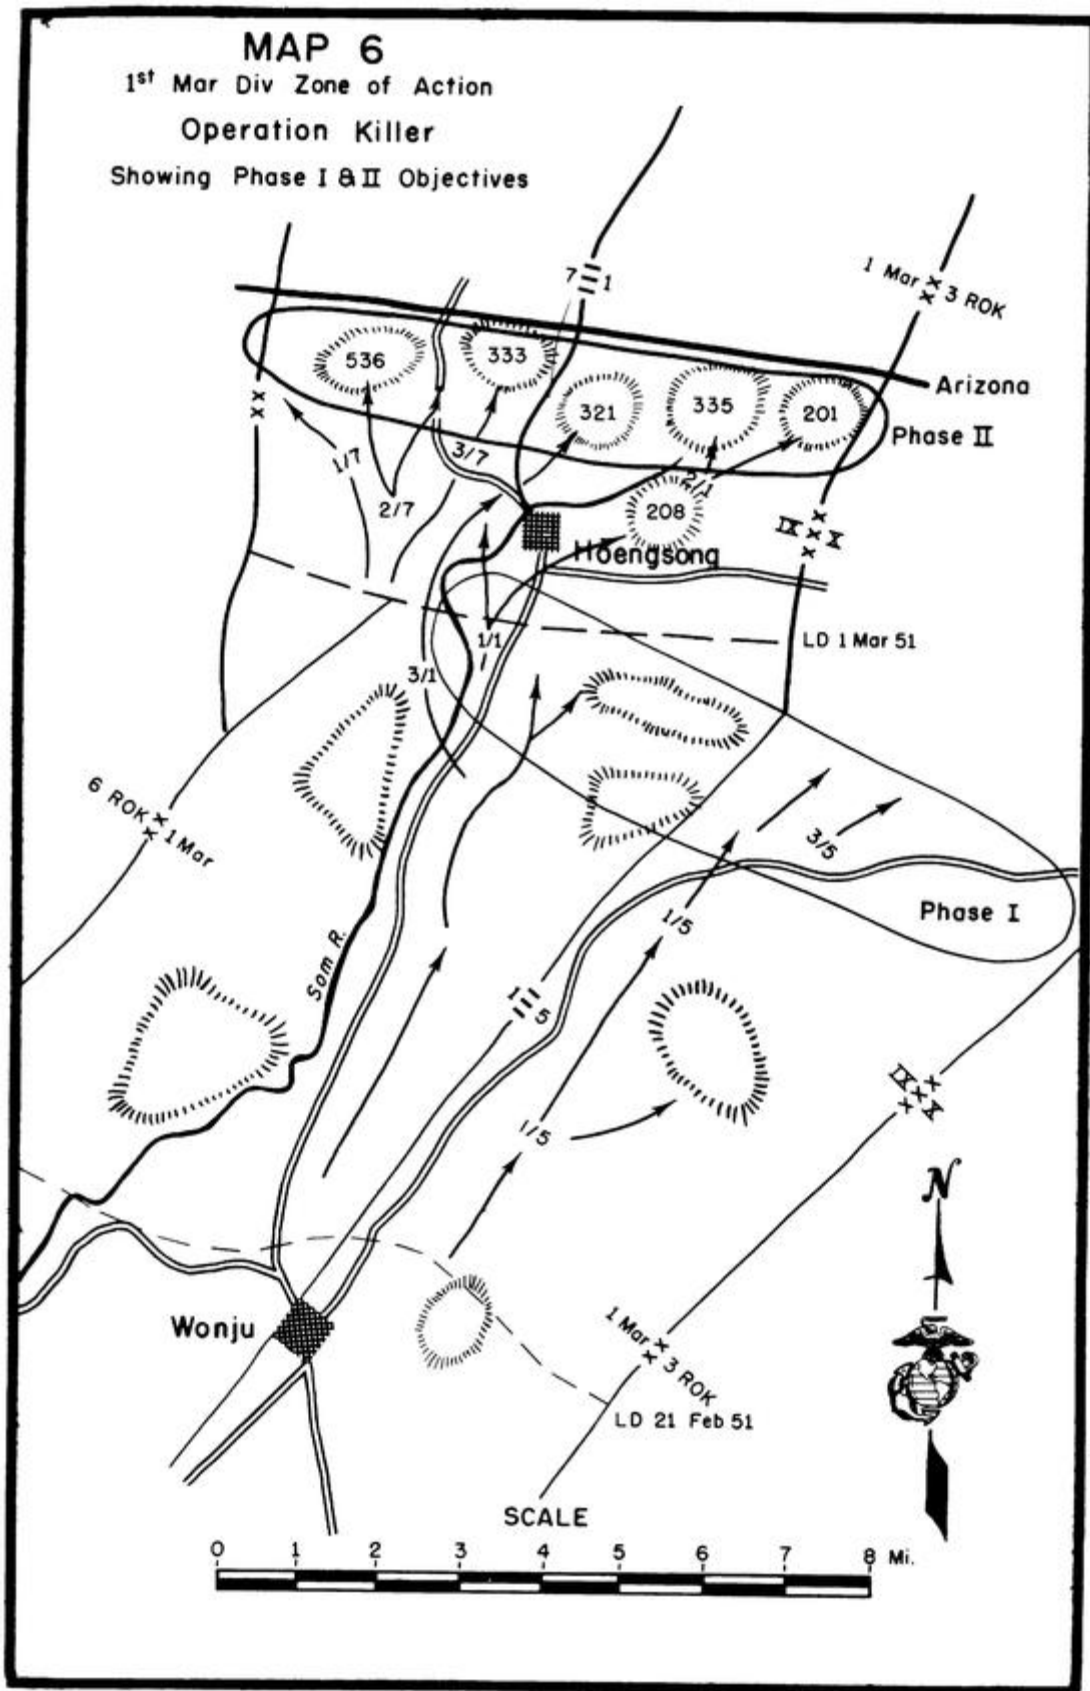 MAP 6
1st Mar Div Zone of Action
Operation Killer
Showing Phase I & II Objectives
7 1
1 Mar 3 ROK
536
333
321
335
201
Arizona
Phase II
1/7
2/7
3/7
2/1
208
IX X
Hoengsong
LD 1 Mar 51
1/1
3/1
6 ROK 1 Mar
3/5
Phase I
1/5
Som R.
1 5
1/5
IX X
N
Wonju
1 Mar 3 ROK
LD 21 Feb 51
SCALE
0 1 2 3 4 5 6 7 8 Mi.